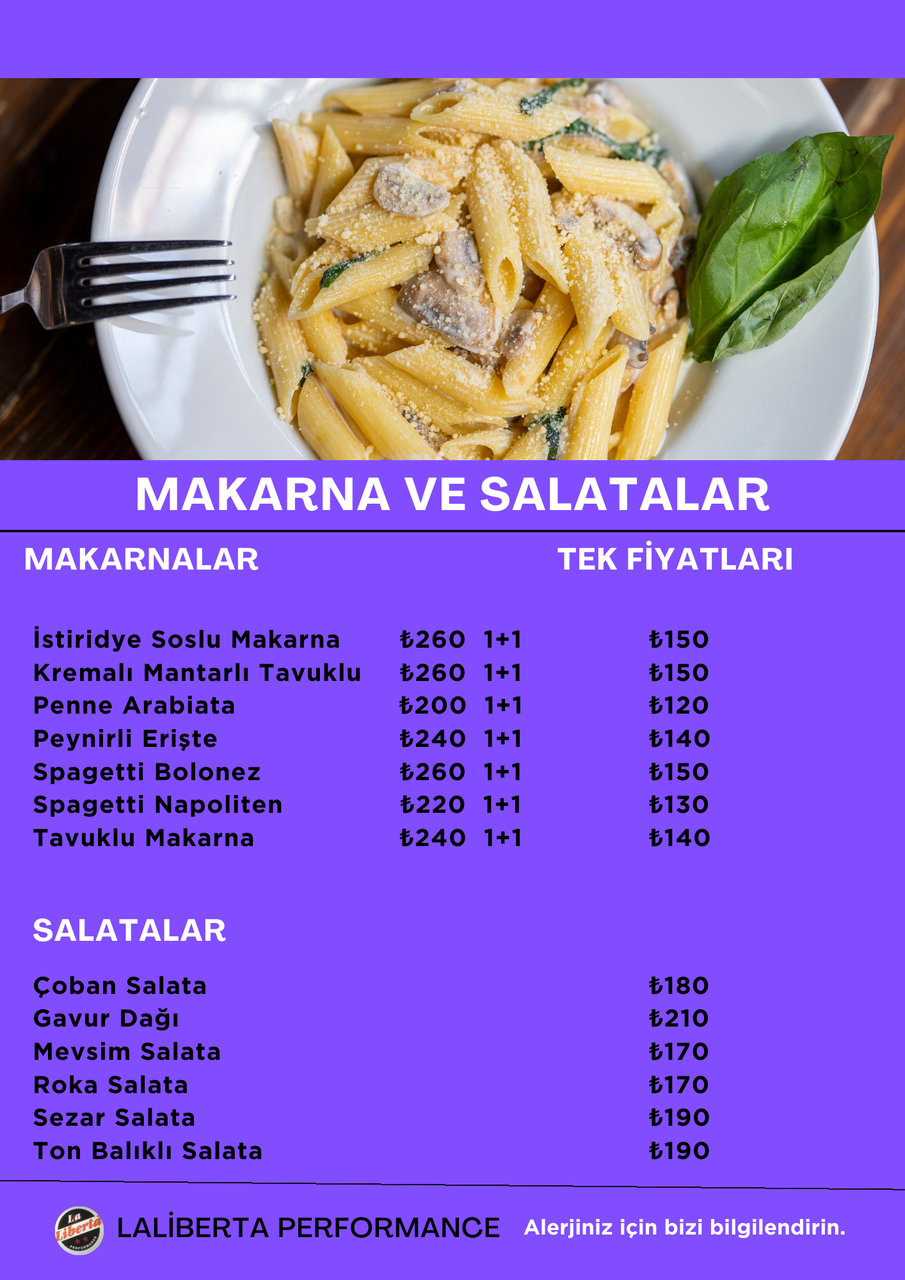 MAKARNA VE SALATALAR
MAKARNALAR TEK FİYATLARI
İstiridye Soslu Makarna ₺260 1+1 ₺150
Kremalı Mantarlı Tavuklu ₺260 1+1 ₺150
Penne Arabiata ₺200 1+1 ₺120
Peynirli Erişte ₺240 1+1 ₺140
Spagetti Bolonez ₺260 1+1 ₺150
Spagetti Napoliten ₺220 1+1 ₺130
Tavuklu Makarna ₺240 1+1 ₺140
SALATALAR
Çoban Salata ₺180
Gavur Dağı ₺210
Mevsim Salata ₺170
Roka Salata ₺170
Sezar Salata ₺190
Ton Balıklı Salata ₺190
La
Liberta
PERFORMANCE
LALİBERTA PERFORMANCE Alerjiniz için bizi bilgilendirin.